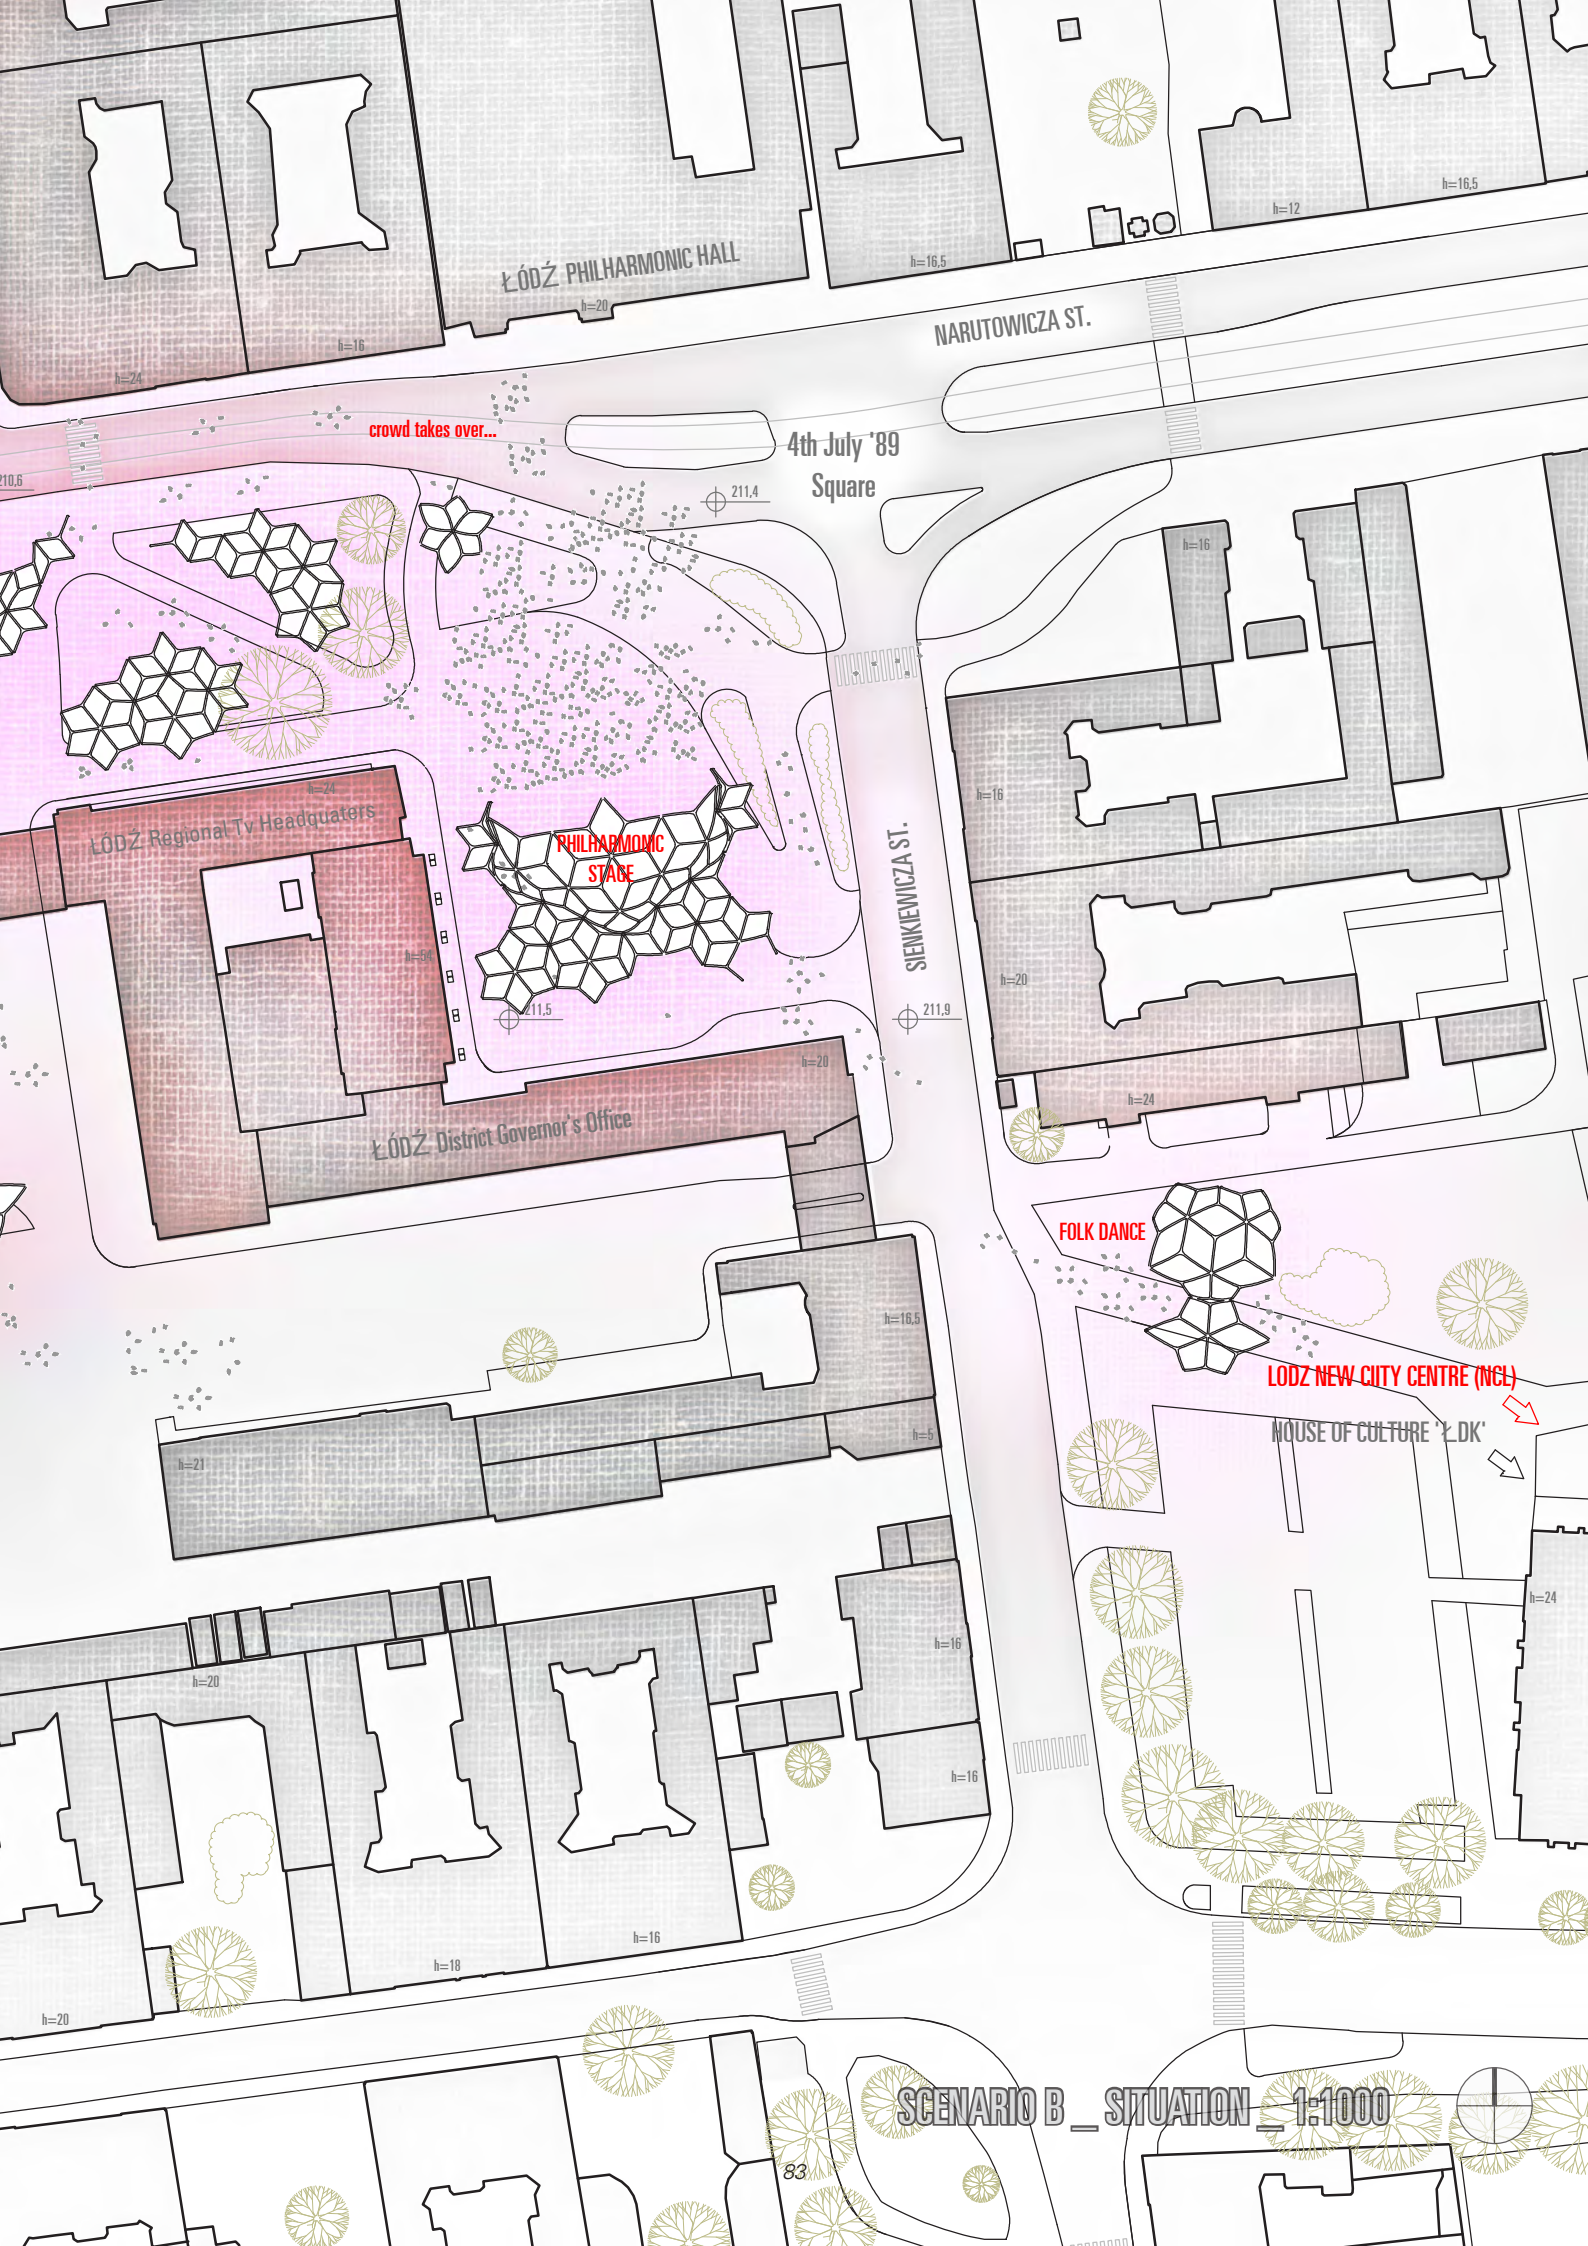 h=16,5
h=12
ŁÓDŹ PHILHARMONIC HALL
h=16,5
h=20
NARUTOWICZA ST.
h=16
h=24
crowd takes over...
4th July '89
Square
210,6
211,4
h=16
h=24
ŁÓDŹ Regional Tv Headquaters
h=16
PHILHARMONIC
STAGE
SIENKIEWICZA ST.
h=54
h=20
211,5
211,9
h=20
h=24
ŁÓDŹ District Governor's Office
FOLK DANCE
h=16,5
LODZ NEW CIITY CENTRE (NCL)
HOUSE OF CULTURE 'ŁDK'
h=5
h=21
h=24
h=16
h=20
h=16
h=16
h=18
h=20
SCENARIO B _ SITUATION _ 1:1000
83